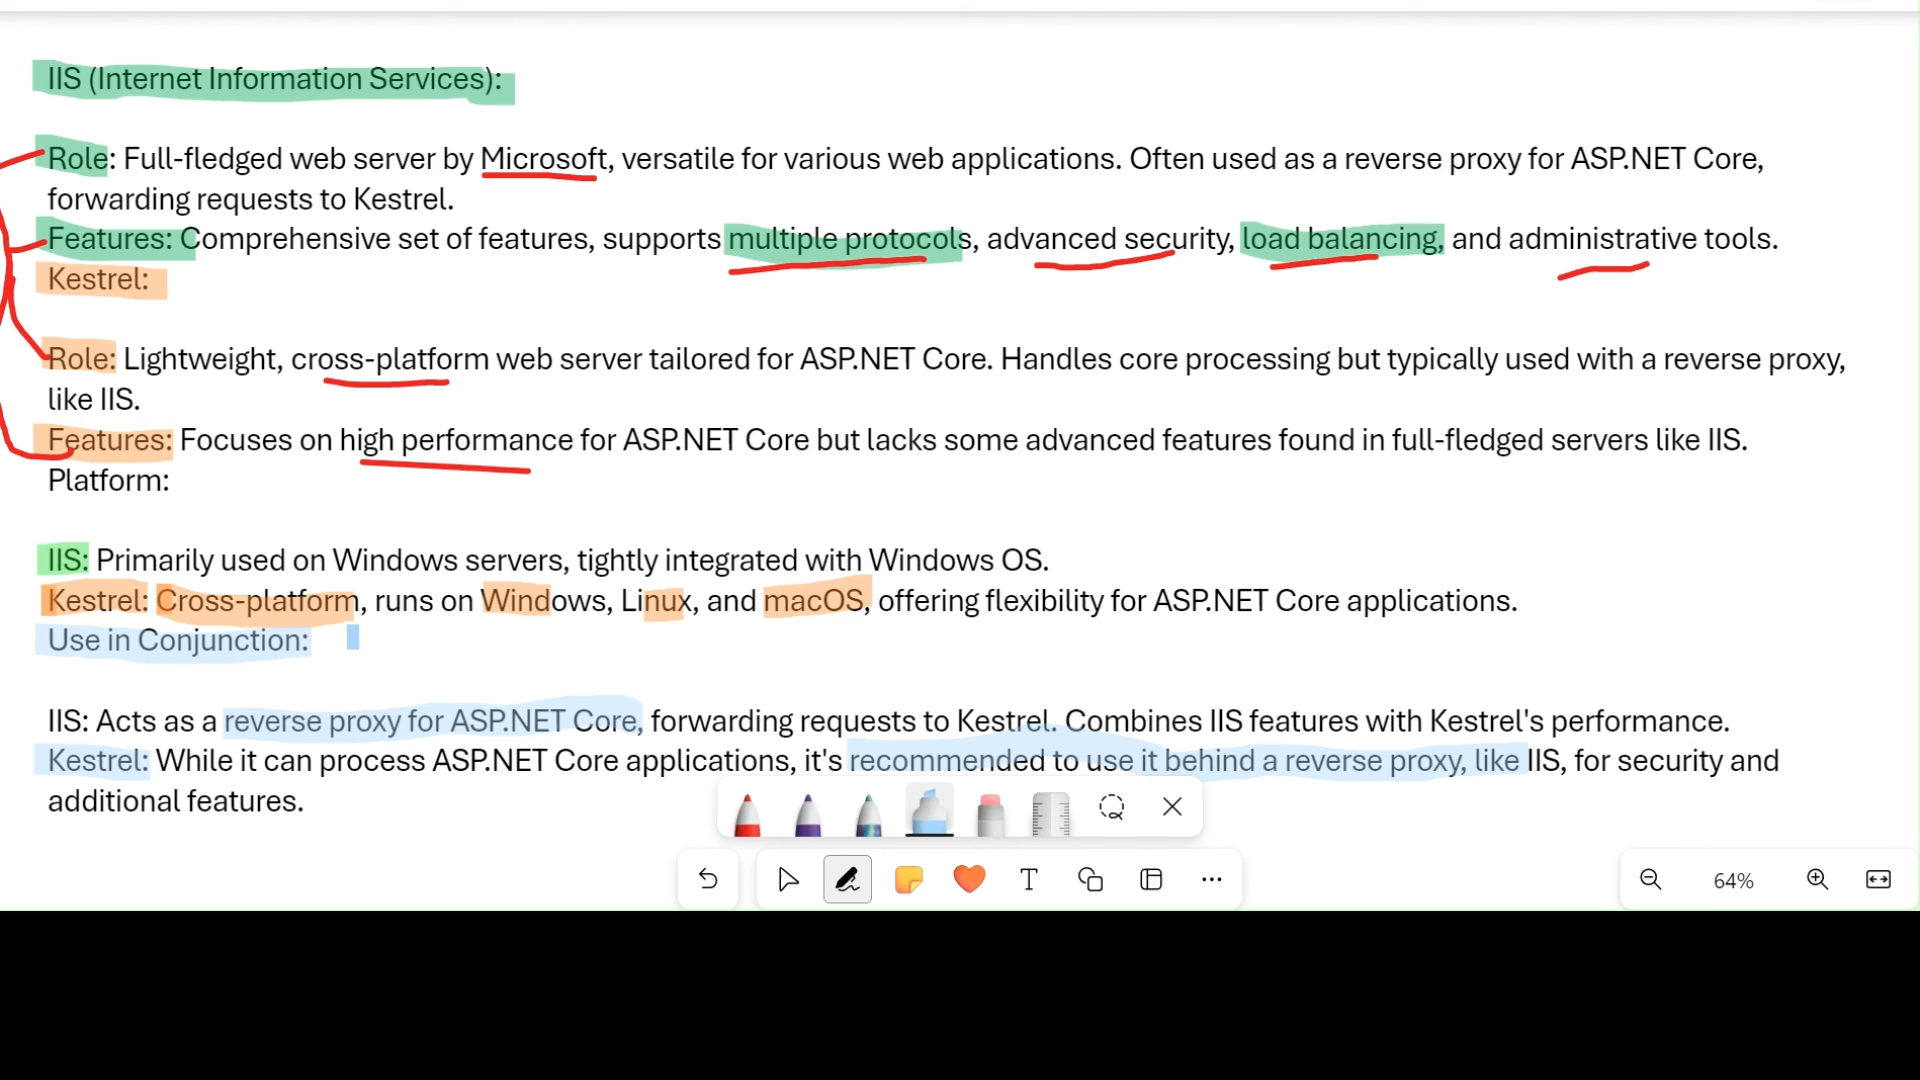 IIS (Internet Information Services):
Role: Full-fledged web server by Microsoft, versatile for various web applications. Often used as a reverse proxy for ASP.NET Core,
forwarding requests to Kestrel.
Features: Comprehensive set of features, supports multiple protocols, advanced security, load balancing, and administrative tools.
Kestrel:
Role: Lightweight, cross-platform web server tailored for ASP.NET Core. Handles core processing but typically used with a reverse proxy,
like IIS.
Features: Focuses on high performance for ASP.NET Core but lacks some advanced features found in full-fledged servers like IIS.
Platform:
IIS: Primarily used on Windows servers, tightly integrated with Windows OS.
Kestrel: Cross-platform, runs on Windows, Linux, and macOS, offering flexibility for ASP.NET Core applications.
Use in Conjunction:
IIS: Acts as a reverse proxy for ASP.NET Core, forwarding requests to Kestrel. Combines IIS features with Kestrel's performance.
Kestrel: While it can process ASP.NET Core applications, it's recommended to use it behind a reverse proxy, like IIS, for security and
additional features.
64%